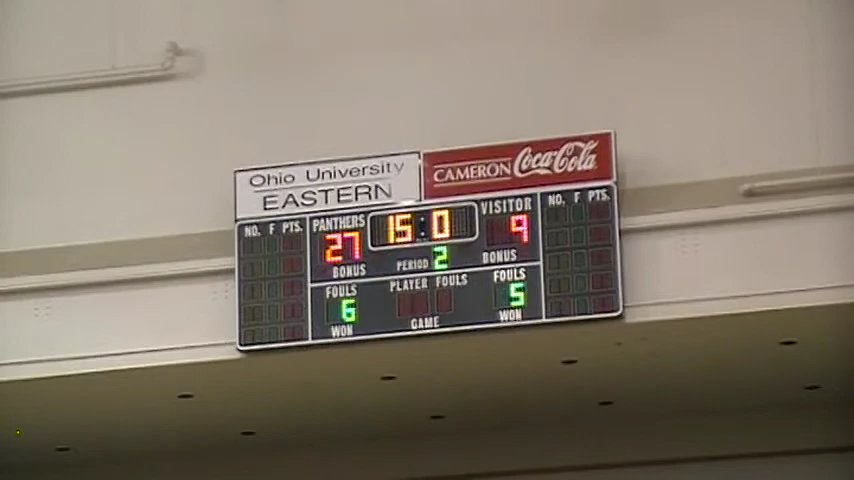 Ohio University
EASTERN
CAMERON Coca-Cola
NO. F PTS.
PANTHERS 15:0 VISITOR
NO. F PTS.
27 9
BONUS PERIOD 2 BONUS
FOULS PLAYER FOULS FOULS
6 5
WON GAME WON